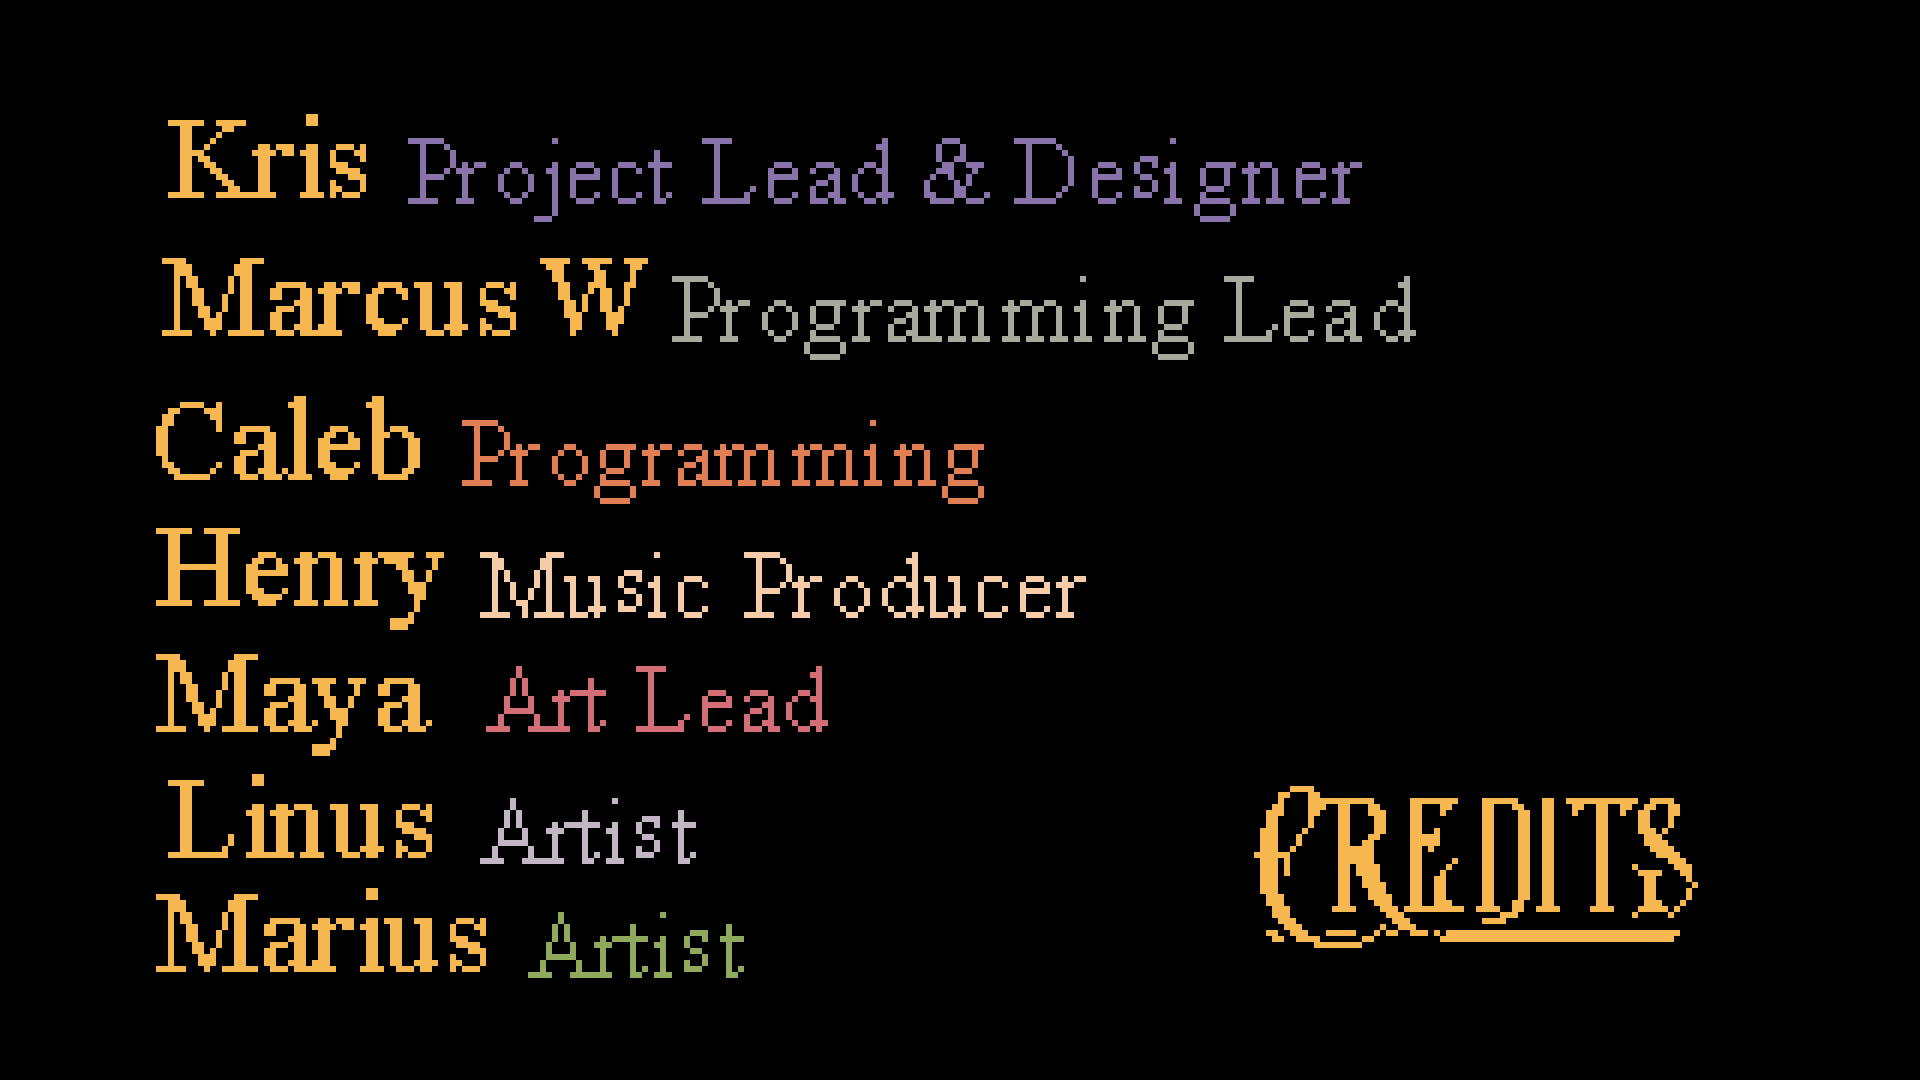 Kris Project Lead & Designer
Marcus W Programming Lead
Caleb Programming
Henry Music Producer
Maya Art Lead
Linus Artist
Marius Artist
CREDITS